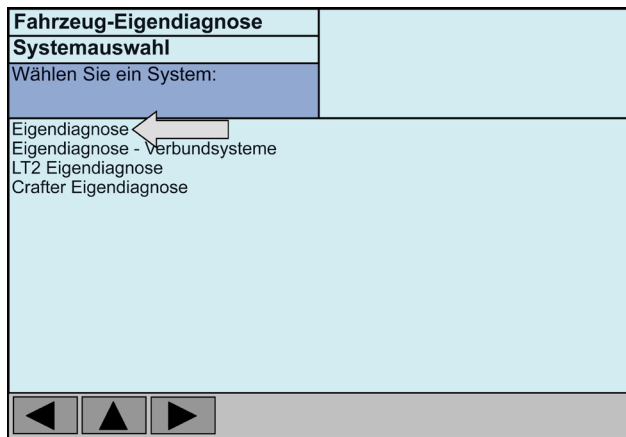 Fahrzeug-Eigendiagnose
Systemauswahl
Wählen Sie ein System:
Eigendiagnose
Eigendiagnose - Verbundsysteme
LT2 Eigendiagnose
Crafter Eigendiagnose